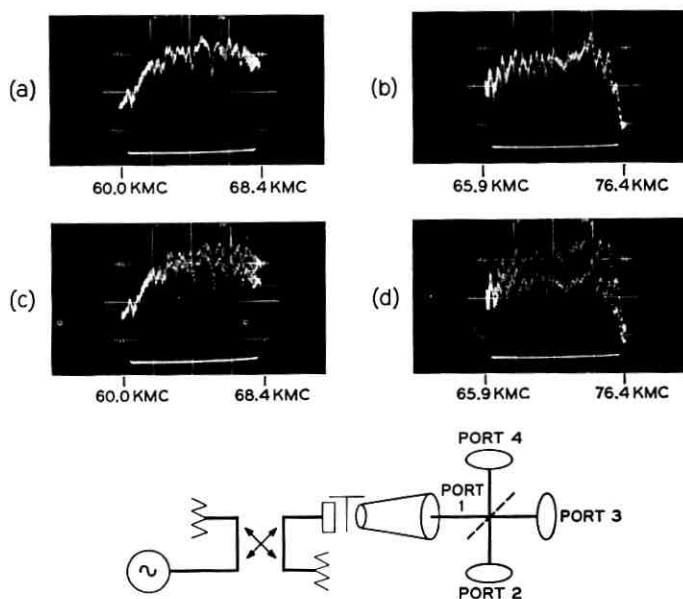 (a)
(b)
60.0 KMC 68.4 KMC
65.9 KMC 76.4 KMC
(c)
(d)
60.0 KMC 68.4 KMC
65.9 KMC 76.4 KMC
PORT 4
PORT
1
PORT 3
PORT 2